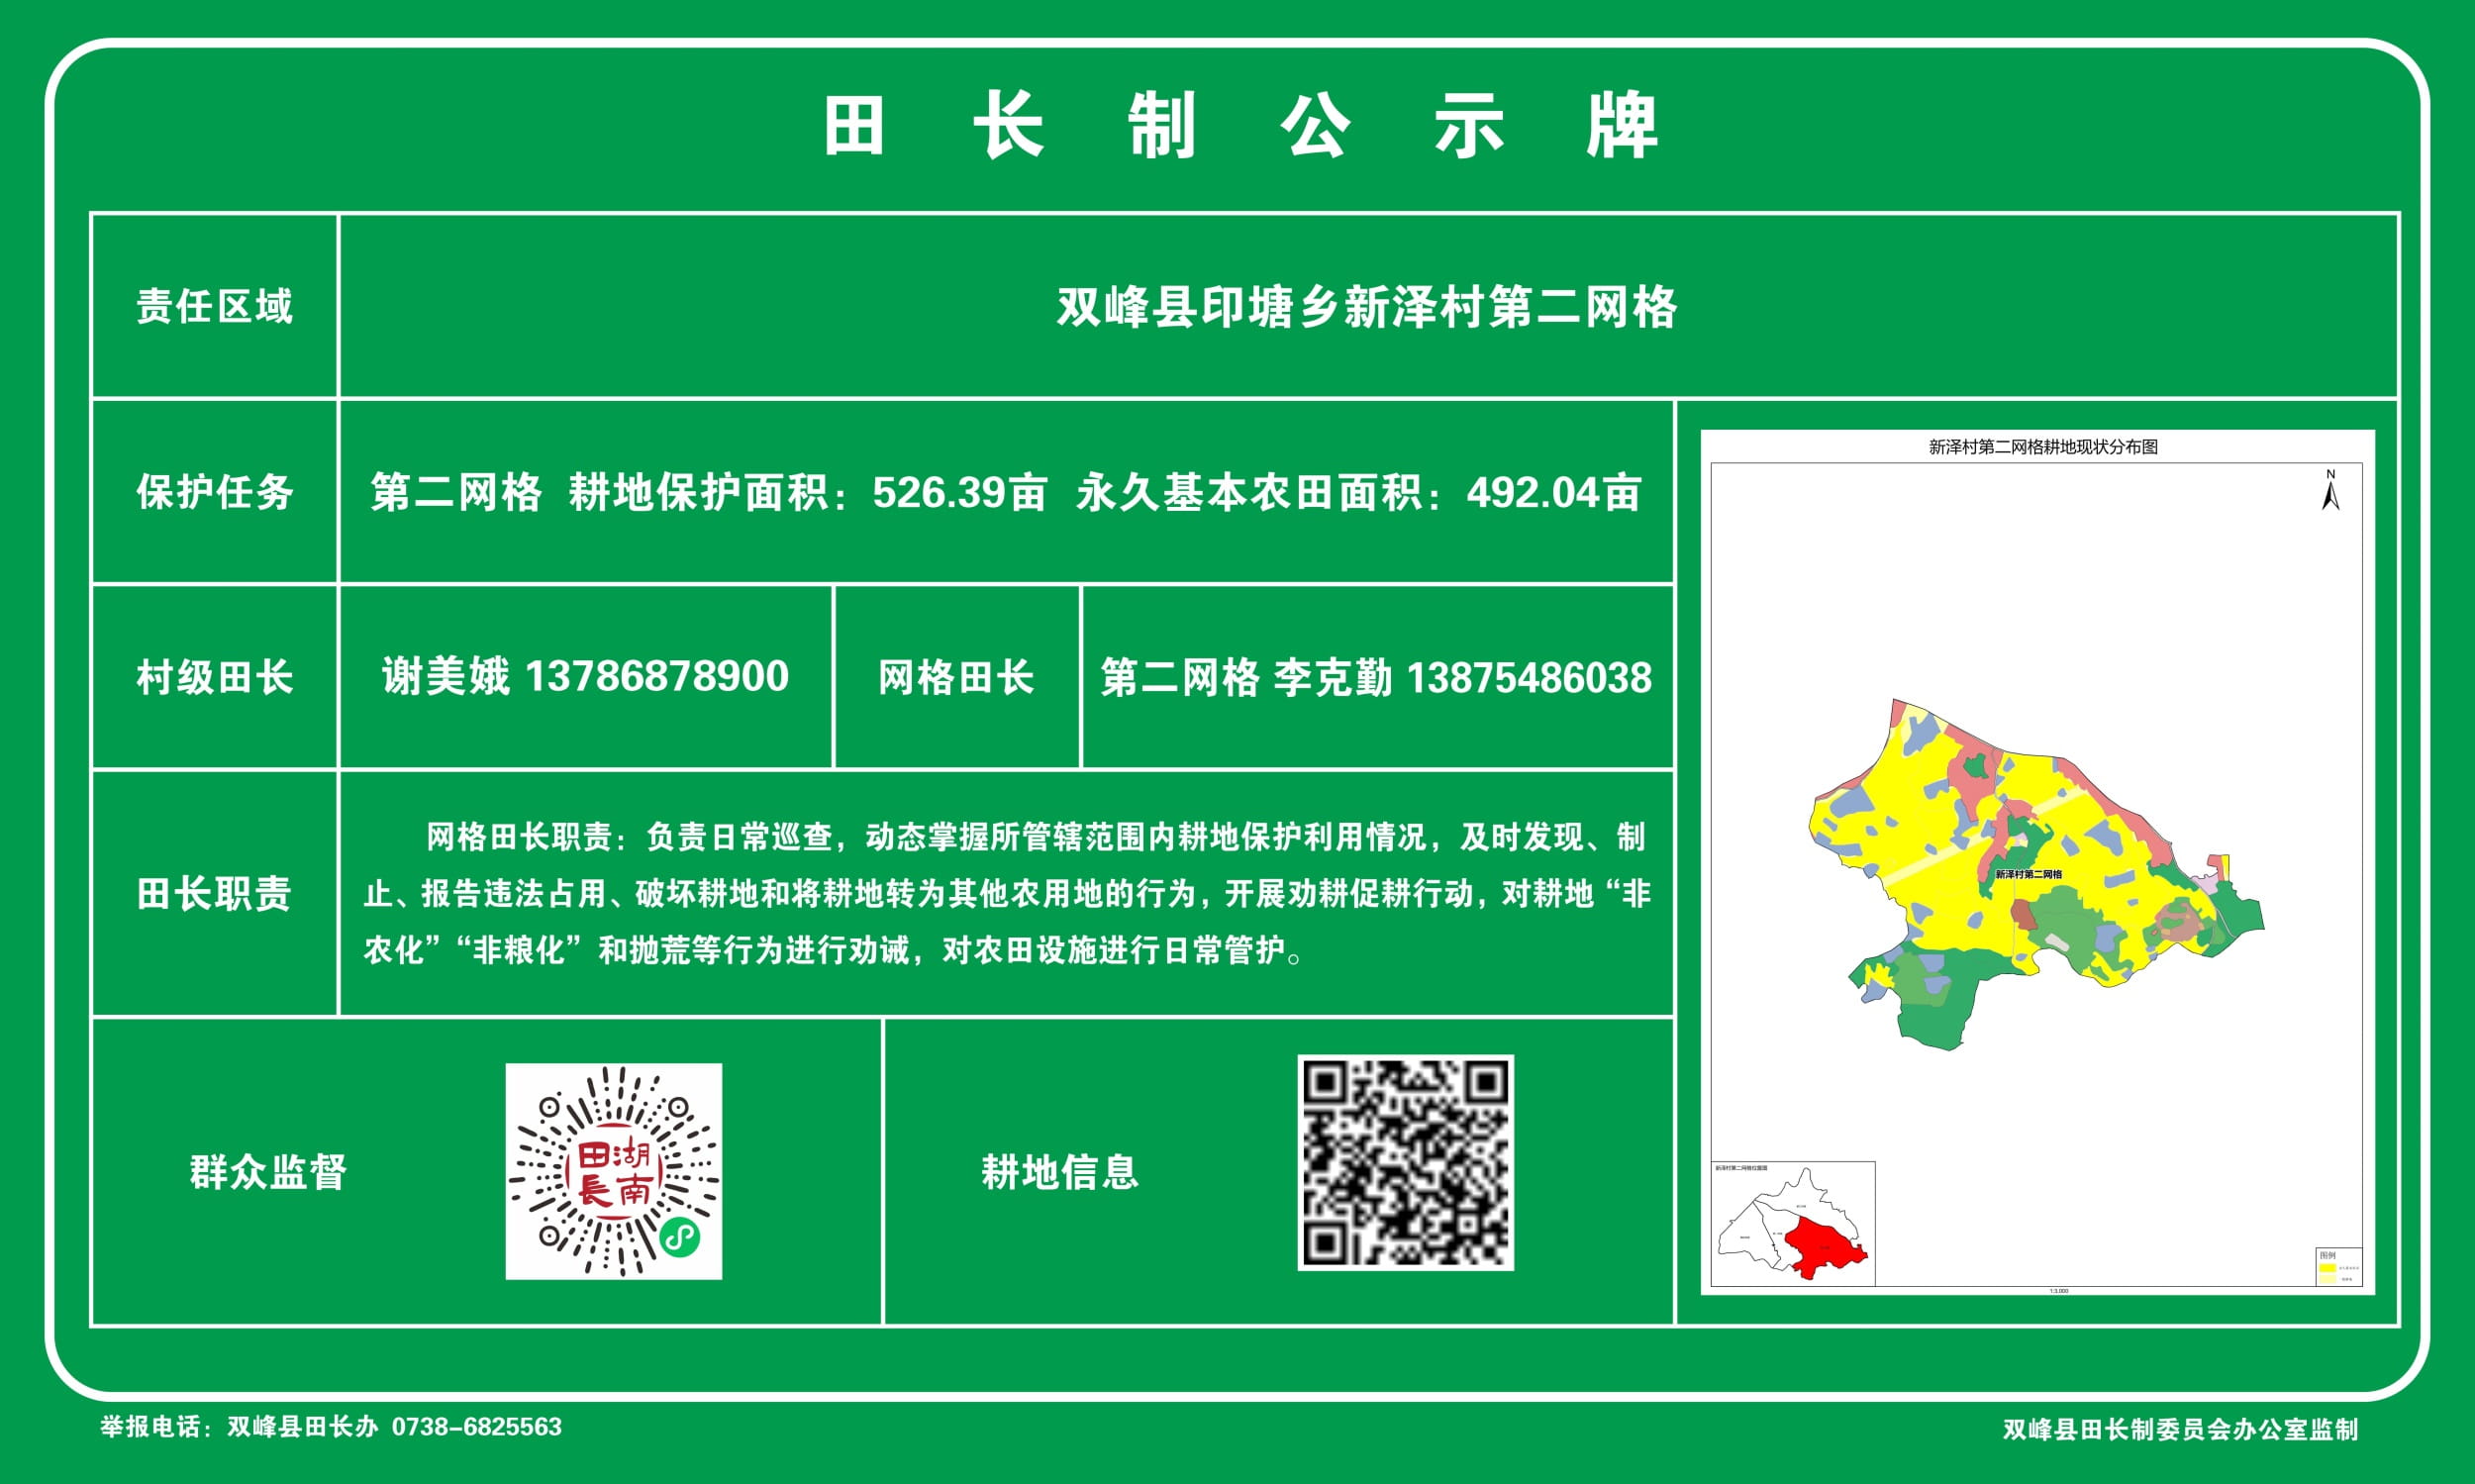 田长制公示牌
责任区域
双峰县印塘乡新泽村第二网格
保护任务
第二网格 耕地保护面积：526.39亩 永久基本农田面积：492.04亩
村级田长
谢美娥 13786878900
网格田长
第二网格 李克勤 13875486038
田长职责
网格田长职责：负责日常巡查，动态掌握所管辖范围内耕地保护利用情况，及时发现、制
止、报告违法占用、破坏耕地和将耕地转为其他农用地的行为，开展劝耕促耕行动，对耕地“非
农化”“非粮化”和抛荒等行为进行劝诫，对农田设施进行日常管护。
群众监督
湖南
田長
耕地信息
新泽村第二网格耕地现状分布图
N
新泽村第二网格
新泽村第二网格位置图
图例
1:3,000
举报电话：双峰县田长办 0738-6825563
双峰县田长制委员会办公室监制